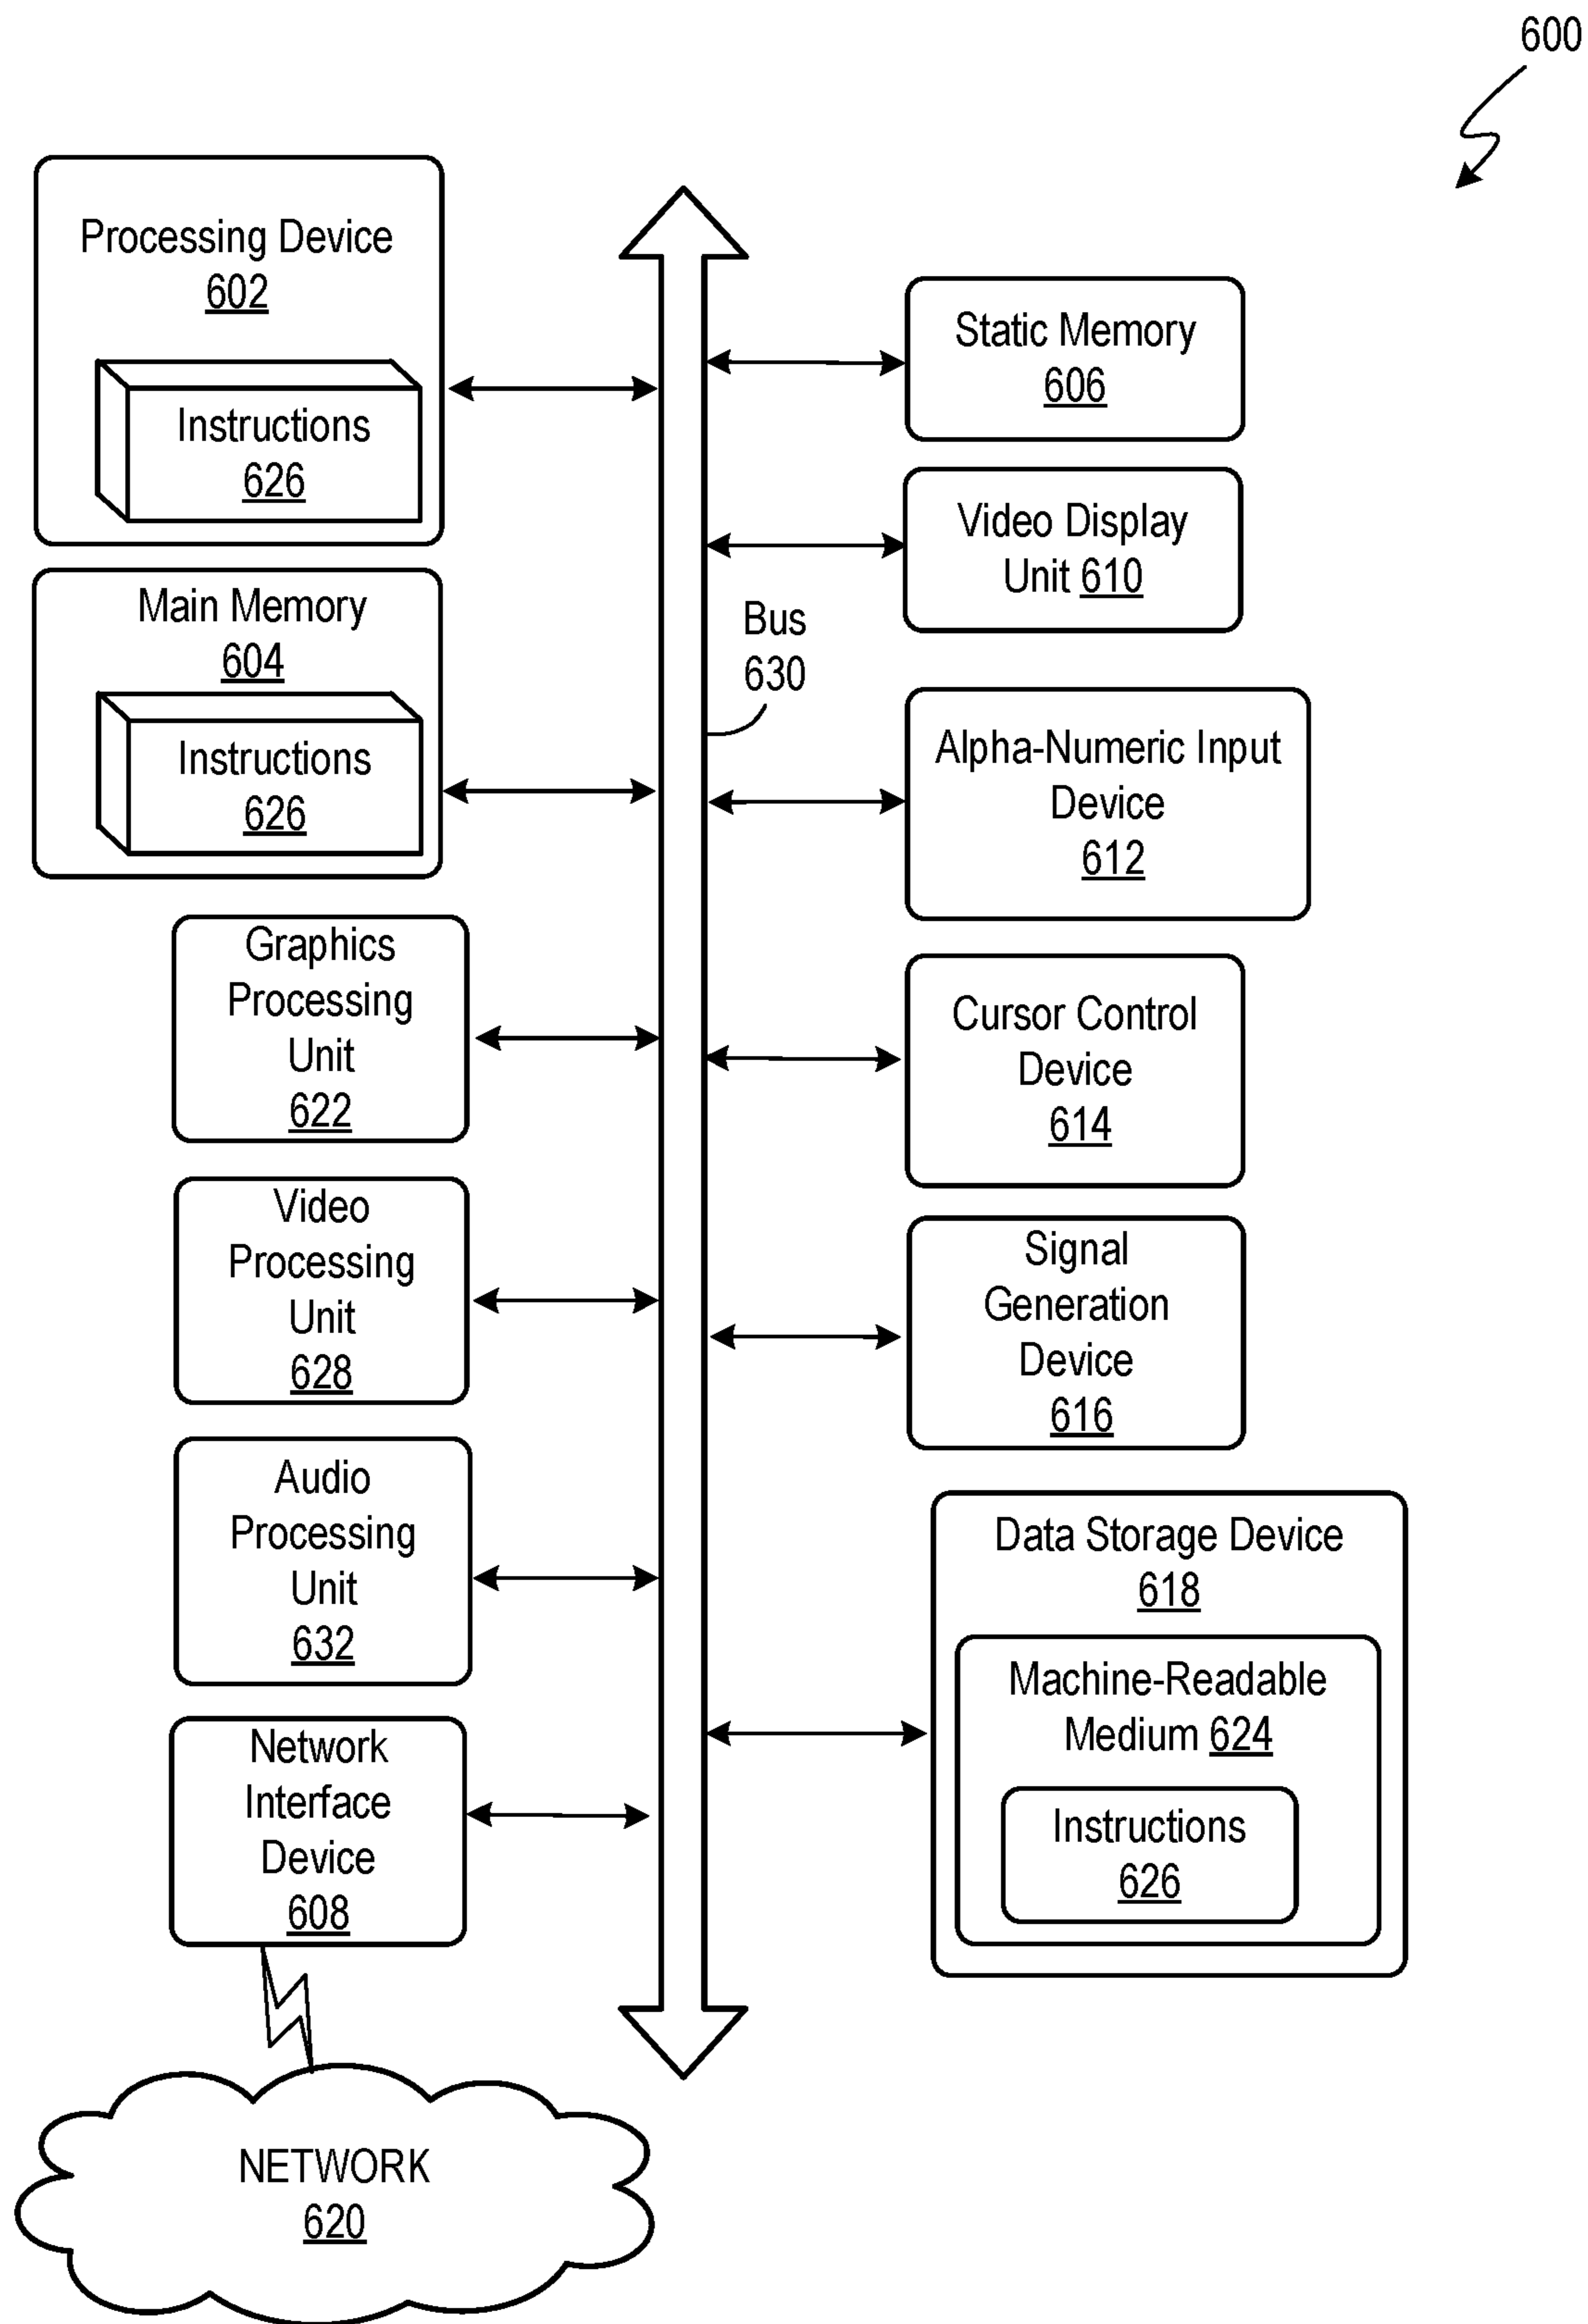 600
Processing Device
602
Instructions
626
Main Memory
604
Instructions
626
Graphics
Processing
Unit
622
Video
Processing
Unit
628
Audio
Processing
Unit
632
Network
Interface
Device
608
NETWORK
620
Bus
630
Static Memory
606
Video Display
Unit 610
Alpha-Numeric Input
Device
612
Cursor Control
Device
614
Signal
Generation
Device
616
Data Storage Device
618
Machine-Readable
Medium 624
Instructions
626